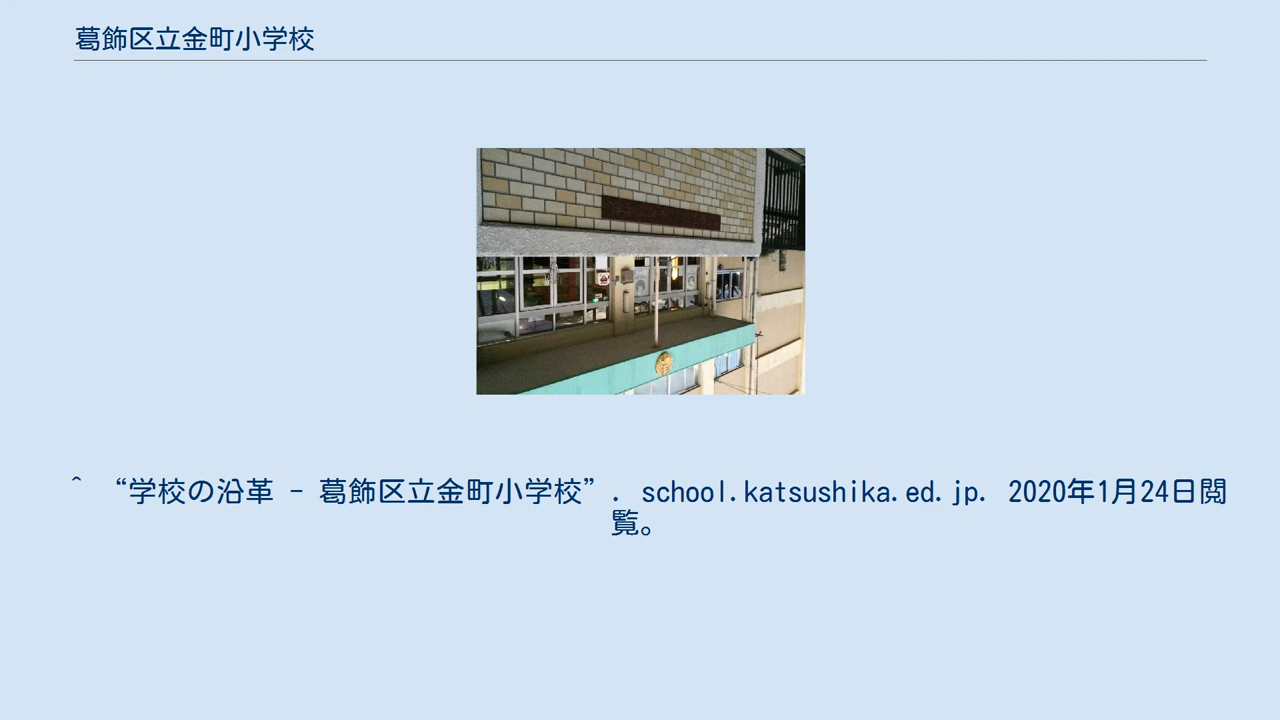 葛飾区立金町小学校
^ “学校の沿革 - 葛飾区立金町小学校”. school.katsushika.ed.jp. 2020年1月24日閲
覧。